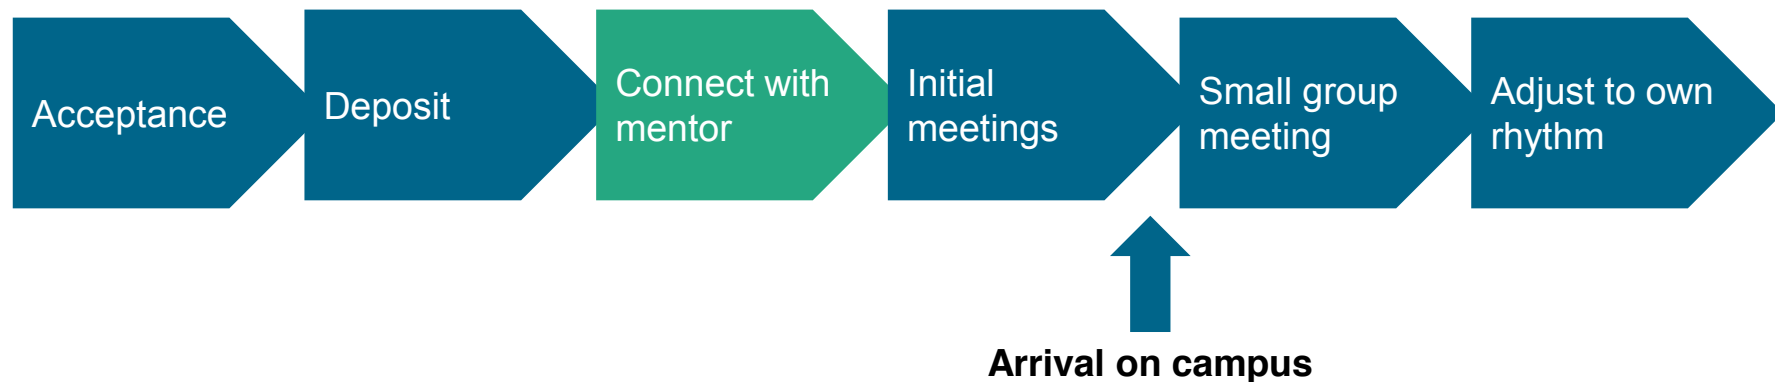 Acceptance
Deposit
Connect with
mentor
Initial
meetings
Small group
meeting
Adjust to own
rhythm
Arrival on campus